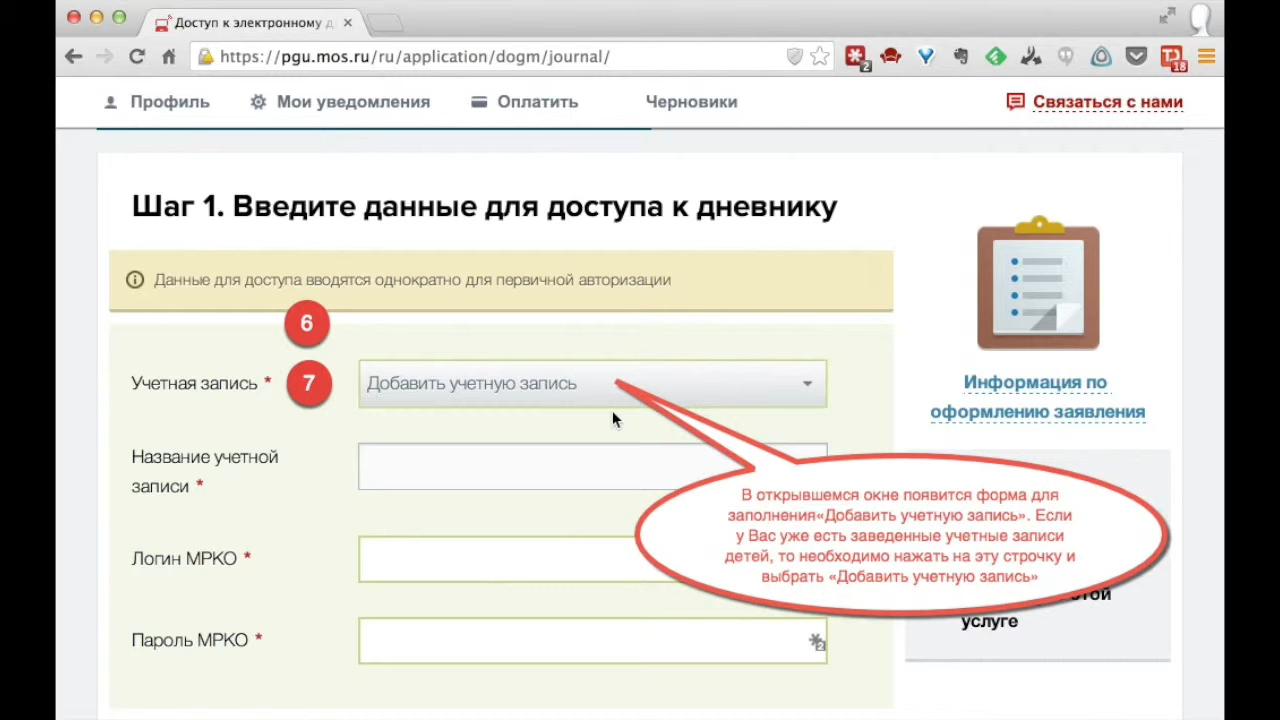 Доступ к электронному д
https://pgu.mos.ru/ru/application/dogm/journal/
2
18
Профиль
Мои уведомления
Оплатить
Черновики
Связаться с нами
Шаг 1. Введите данные для доступа к дневнику
Данные для доступа вводятся однократно для первичной авторизации
6
Учетная запись *
7
Добавить учетную запись
Информация по
оформлению заявления
Название учетной
записи *
В открывшемся окне появится форма для
заполнения«Добавить учетную запись». Если
у Вас уже есть заведенные учетные записи
детей, то необходимо нажать на эту строчку и
выбрать «Добавить учетную запись»
Логин МРКО *
услуге
Пароль МРКО *
2